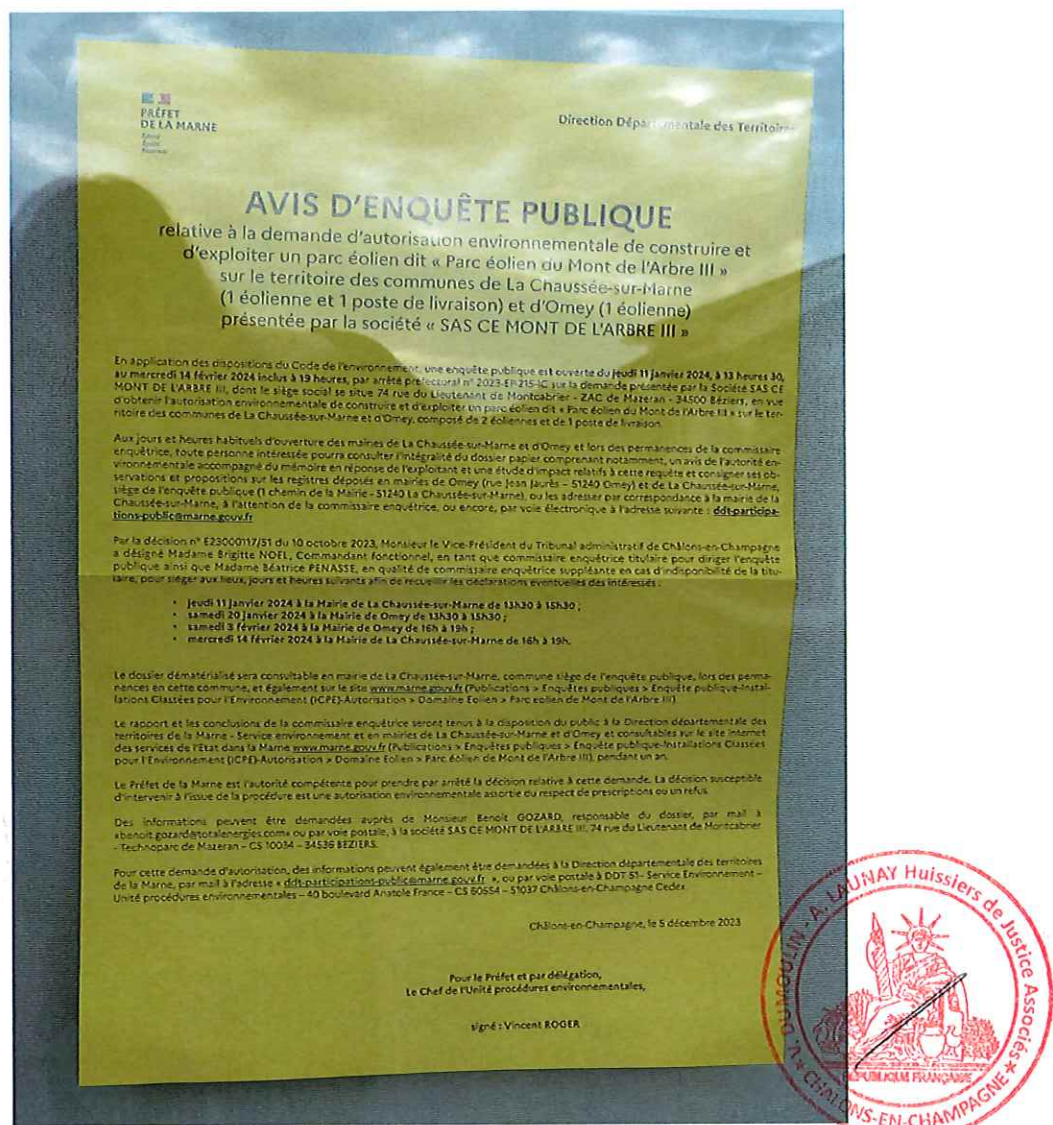 PRÉFET
DE LA MARNE
Liberté
Égalité
Fraternité
Direction Départementale des Territoires
AVIS D'ENQUÊTE PUBLIQUE
relative à la demande d'autorisation environnementale de construire et
d'exploiter un parc éolien dit « Parc éolien du Mont de l'Arbre III »
sur le territoire des communes de La Chaussée-sur-Marne
(1 éolienne et 1 poste de livraison) et d'Omey (1 éolienne)
présentée par la société « SAS CE MONT DE L'ARBRE III »
En application des dispositions du Code de l'environnement, une enquête publique est ouverte du jeudi 11 janvier 2024, à 13 heures 30,
au mercredi 14 février 2024 inclus à 19 heures, par arrêté préfectoral n° 2023-EP-215-IC sur la demande présentée par la Société SAS CE
MONT DE L'ARBRE III, dont le siège social se situe 74 rue du Lieutenant de Montcabrier - ZAC de Mazeran - 34500 Béziers, en vue
d'obtenir l'autorisation environnementale de construire et d'exploiter un parc éolien dit « Parc éolien du Mont de l'Arbre III » sur le ter-
ritoire des communes de La Chaussée-sur-Marne et d'Omey, composé de 2 éoliennes et de 1 poste de livraison.
Aux jours et heures habituels d'ouverture des mairies de La Chaussée-sur-Marne et d'Omey et lors des permanences de la commissaire
enquêtrice, toute personne intéressée pourra consulter l'intégralité du dossier papier comprenant notamment, un avis de l'autorité en-
vironnementale accompagné du mémoire en réponse de l'exploitant et une étude d'impact relatifs à cette requête et consigner ses ob-
servations et propositions sur les registres déposés en mairies de Omey (rue Jean Jaurès – 51240 Omey) et de La Chaussée-sur-Marne,
siège de l'enquête publique (1 chemin de la Mairie - 51240 La Chaussée-sur-Marne), ou les adresser par correspondance à la mairie de la
Chaussée-sur-Marne, à l'attention de la commissaire enquêtrice, ou encore, par voie électronique à l'adresse suivante : ddt-participa-
tions-public@marne.gouv.fr
Par la décision n° E23000117/51 du 10 octobre 2023, Monsieur le Vice-Président du Tribunal administratif de Châlons-en-Champagne
a désigné Madame Brigitte NOEL, Commandant fonctionnel, en tant que commissaire enquêtrice titulaire pour diriger l'enquête
publique ainsi que Madame Béatrice PENASSE, en qualité de commissaire enquêtrice suppléante en cas d'indisponibilité de la titu-
laire, pour siéger aux lieux, jours et heures suivants afin de recueillir les déclarations éventuelles des intéressés :
• jeudi 11 janvier 2024 à la Mairie de La Chaussée-sur-Marne de 13h30 à 15h30 ;
• samedi 20 janvier 2024 à la Mairie de Omey de 13h30 à 15h30 ;
• samedi 3 février 2024 à la Mairie de Omey de 16h à 19h ;
• mercredi 14 février 2024 à la Mairie de La Chaussée-sur-Marne de 16h à 19h.
Le dossier dématérialisé sera consultable en mairie de La Chaussée-sur-Marne, commune siège de l'enquête publique, lors des perma-
nences en cette commune, et également sur le site www.marne.gouv.fr (Publications > Enquêtes publiques > Enquête publique-Instal-
lations Classées pour l'Environnement (ICPE)-Autorisation > Domaine Eolien > Parc eolien de Mont de l'Arbre III)
Le rapport et les conclusions de la commissaire enquêtrice seront tenus à la disposition du public à la Direction départementale des
territoires de la Marne - Service environnement et en mairies de La Chaussée-sur-Marne et d'Omey et consultables sur le site internet
des services de l'Etat dans la Marne www.marne.gouv.fr (Publications > Enquêtes publiques > Enquête publique-Installations Classées
pour l'Environnement (ICPE)-Autorisation > Domaine Eolien > Parc éolien de Mont de l'Arbre III), pendant un an.
Le Préfet de la Marne est l'autorité compétente pour prendre par arrêté la décision relative à cette demande. La décision susceptible
d'intervenir à l'issue de la procédure est une autorisation environnementale assortie du respect de prescriptions ou un refus.
Des informations peuvent être demandées auprès de Monsieur Benoit GOZARD, responsable du dossier, par mail à
«benoit.gozard@totalenergies.com» ou par voie postale, à la société SAS CE MONT DE L'ARBRE III, 74 rue du Lieutenant de Montcabrier
- Technoparc de Mazeran – CS 10034 – 34536 BEZIERS.
Pour cette demande d'autorisation, des informations peuvent également être demandées à la Direction départementale des territoires
de la Marne, par mail à l'adresse « ddt-participations-public@marne.gouv.fr », ou par voie postale à DDT 51- Service Environnement –
Unité procédures environnementales – 40 boulevard Anatole France – CS 60554 – 51037 Châlons-en-Champagne Cedex
Châlons-en-Champagne, le 5 décembre 2023
Pour le Préfet et par délégation,
Le Chef de l'Unité procédures environnementales,
signé : Vincent ROGER
V. DUMOULIN - A. LAUNAY Huissiers de Justice Associés
RÉPUBLIQUE FRANÇAISE
CHALONS-EN-CHAMPAGNE